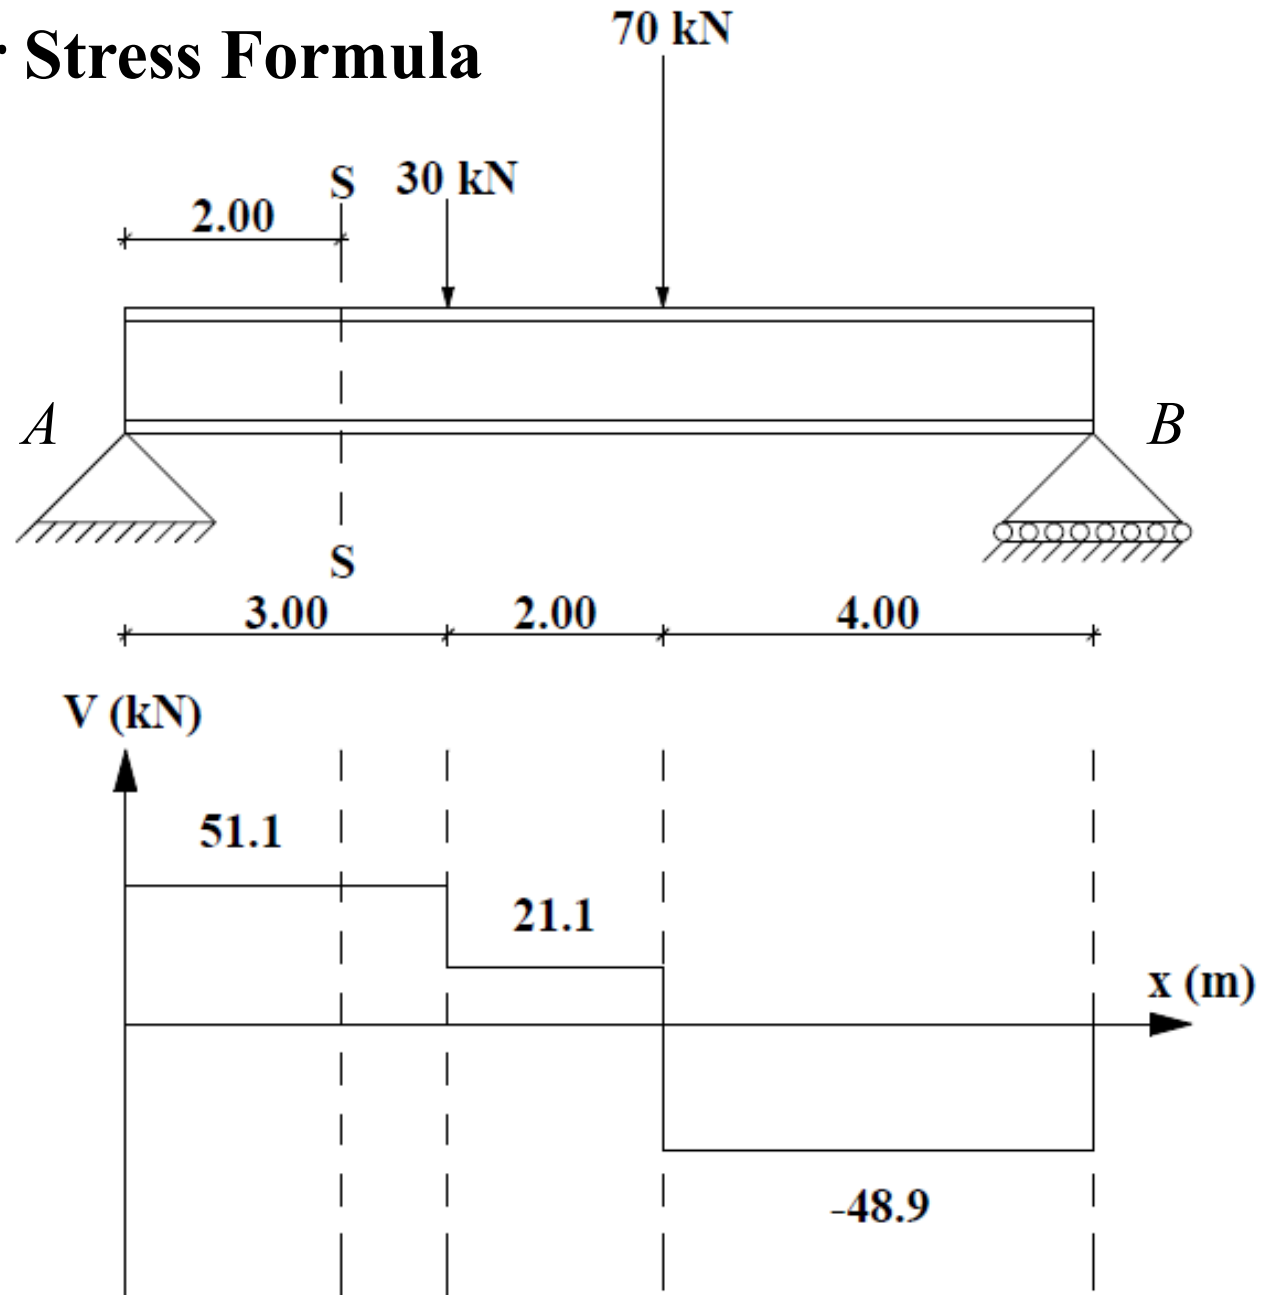 r Stress Formula
70 kN
S 30 kN
2.00
A B
S
3.00 2.00 4.00
V (kN)
51.1
21.1
x (m)
-48.9